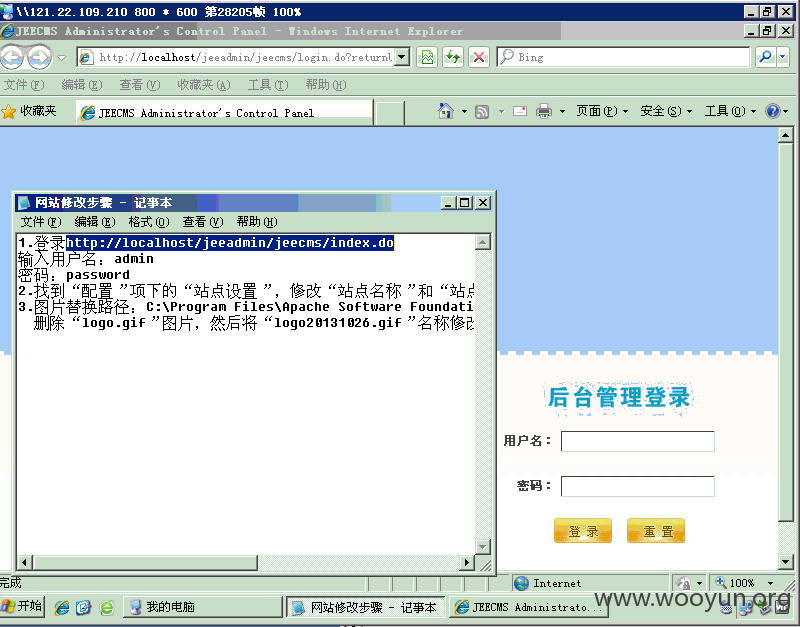 \\121.22.109.210 800 * 600 第28205帧 100%
JEECMS Administrator's Control Panel - Windows Internet Explorer
http://localhost/jeeadmin/jeecms/login.do?returnl
Bing
文件(F) 编辑(E) 查看(V) 收藏夹(A) 工具(T) 帮助(H)
收藏夹 JEECMS Administrator's Control Panel 页面(P) 安全(S) 工具(O)
网站修改步骤 - 记事本
文件(F) 编辑(E) 格式(O) 查看(V) 帮助(H)
1.登录http://localhost/jeeadmin/jeecms/index.do
输入用户名：admin
密码：password
2.找到“配置”项下的“站点设置”，修改“站点名称”和“站点
3.图片替换路径：C:\Program Files\Apache Software Foundati
删除“logo.gif”图片，然后将“logo20131026.gif”名称修改
后台管理登录
用户名：
密码：
登 录 重 置
完成 Internet 100%
开始 我的电脑 网站修改步骤 - 记事本 JEECMS Administrato...
www.wooyun.org